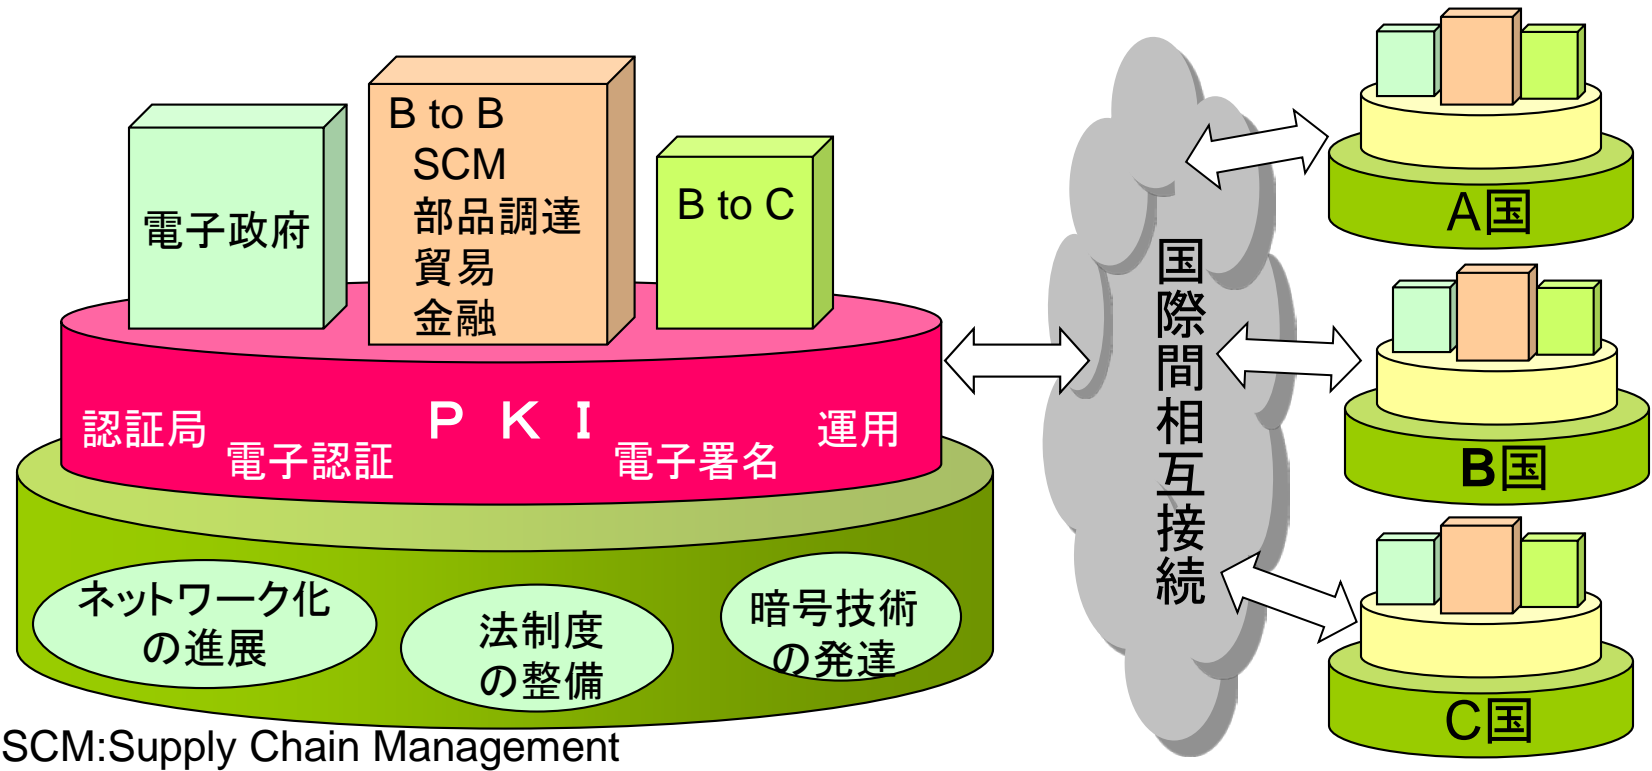 電子政府
B to B
SCM
部品調達
貿易
金融
B to C
認証局
電子認証
ＰＫＩ
電子署名
運用
ネットワーク化
の進展
法制度
の整備
暗号技術
の発達
SCM:Supply Chain Management
国際間相互接続
A国
B国
C国